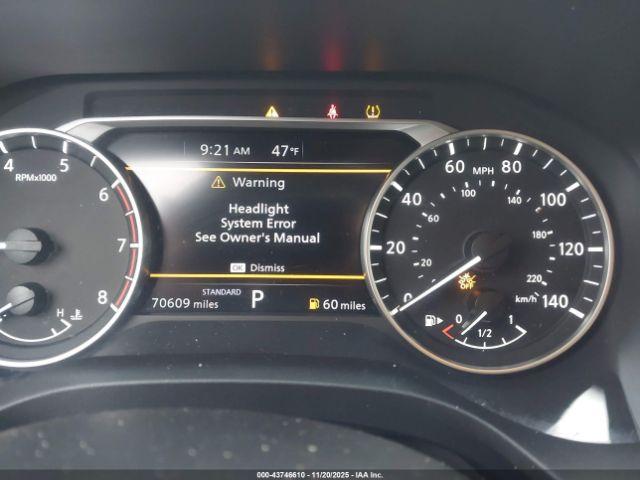 9:21 AM 47°F
Warning
Headlight
System Error
See Owner's Manual
OK Dismiss
STANDARD
70609 miles P 60 miles
4 5 6 7 8
RPMx1000
H
0 20 40 60 MPH 80 100 120 140
20 60 100 140 180 220
km/h
OFF
0 1/2 1
000-43746610 - 11/20/2025 - IAA Inc.